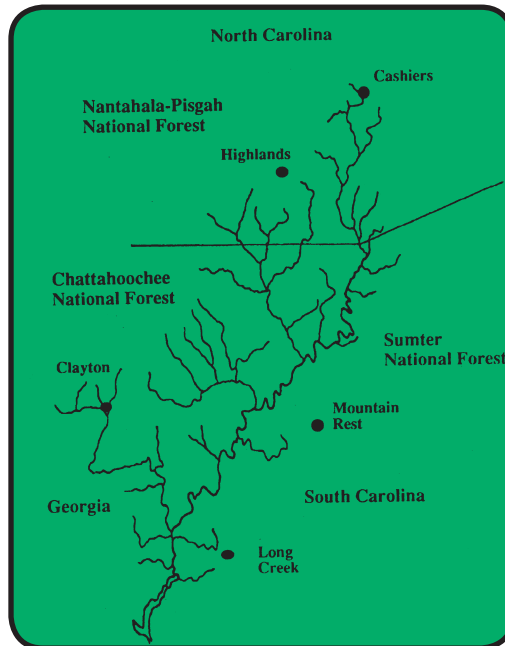 North Carolina
Cashiers
Nantahala-Pisgah
National Forest
Highlands
Chattahoochee
National Forest
Sumter
National Forest
Clayton
Mountain
Rest
Georgia
South Carolina
Long
Creek